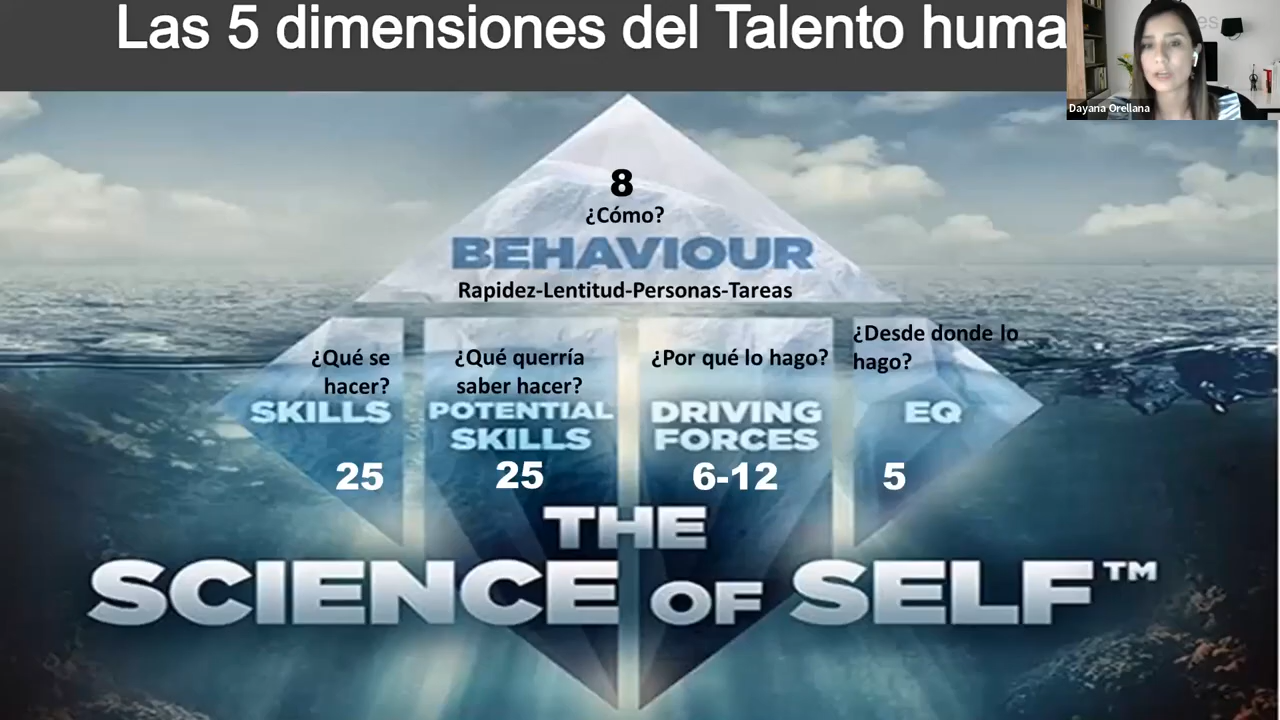 Las 5 dimensiones del Talento huma
es
Dayana Orellana
8
¿Cómo?
BEHAVIOUR
Rapidez-Lentitud-Personas-Tareas
¿Qué se
hacer?
SKILLS
25
¿Qué querría
saber hacer?
POTENTIAL
SKILLS
25
¿Por qué lo hago?
DRIVING
FORCES
6-12
¿Desde donde lo
hago?
EQ
5
THE
SCIENCE OF SELF™